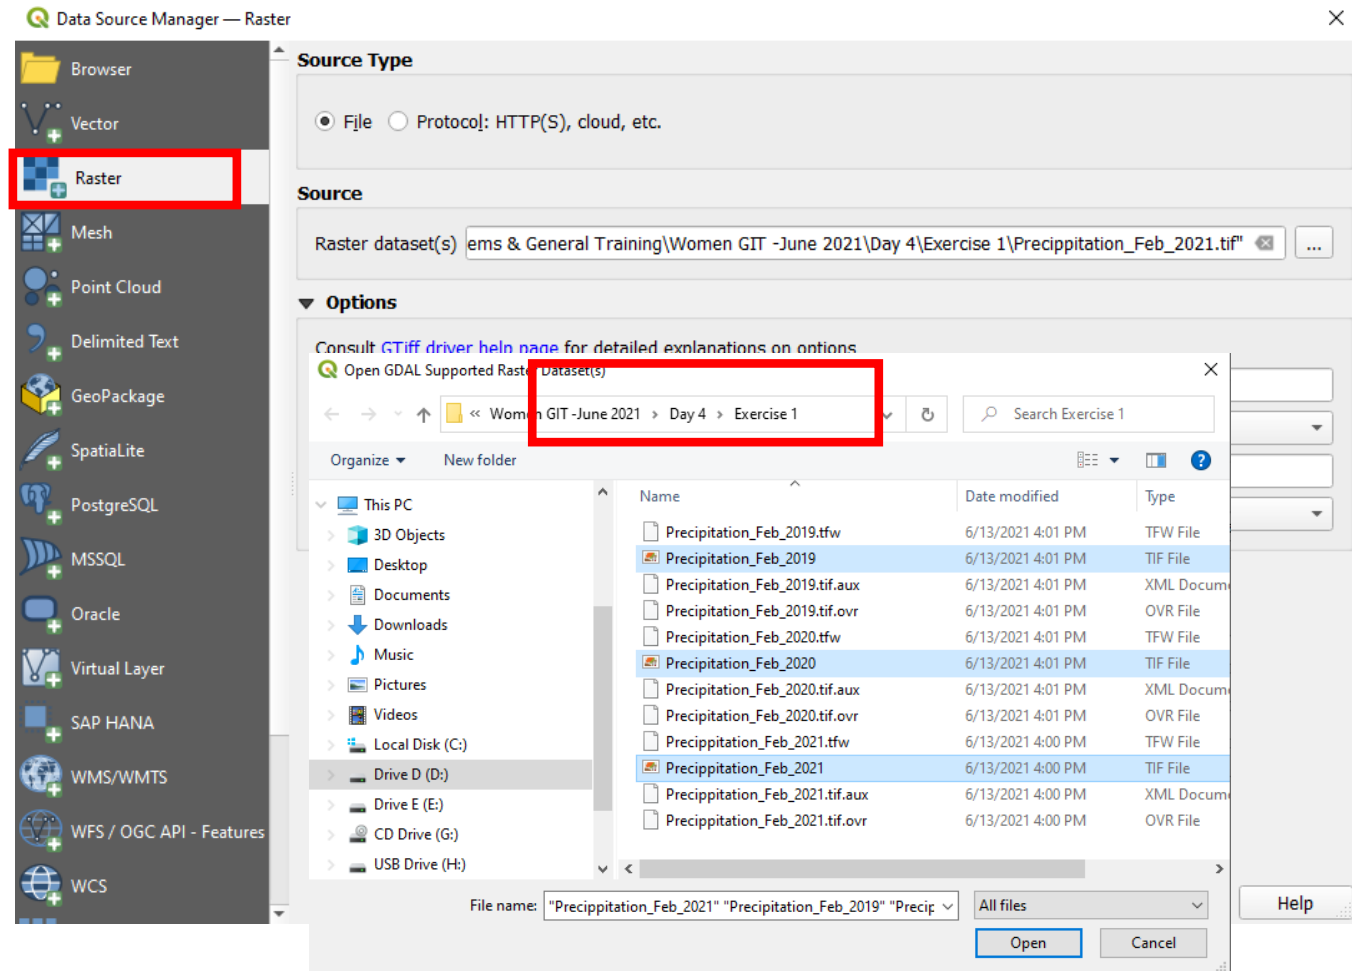 Data Source Manager — Raster
Browser
Vector
Raster
Mesh
Point Cloud
Delimited Text
GeoPackage
SpatiaLite
PostgreSQL
MSSQL
Oracle
Virtual Layer
SAP HANA
WMS/WMTS
WFS / OGC API - Features
WCS
Source Type
File Protocol: HTTP(S), cloud, etc.
Source
Raster dataset(s) ems & General Training\Women GIT -June 2021\Day 4\Exercise 1\Precippitation_Feb_2021.tif" ...
Options
Consult GTiff driver help page for detailed explanations on options
Open GDAL Supported Raster Dataset(s)
« Women GIT -June 2021 › Day 4 › Exercise 1
Search Exercise 1
Organize New folder
This PC
3D Objects
Desktop
Documents
Downloads
Music
Pictures
Videos
Local Disk (C:)
Drive D (D:)
Drive E (E:)
CD Drive (G:)
USB Drive (H:)
Name Date modified Type
Precipitation_Feb_2019.tfw 6/13/2021 4:01 PM TFW File
Precipitation_Feb_2019 6/13/2021 4:01 PM TIF File
Precipitation_Feb_2019.tif.aux 6/13/2021 4:01 PM XML Docume
Precipitation_Feb_2019.tif.ovr 6/13/2021 4:01 PM OVR File
Precipitation_Feb_2020.tfw 6/13/2021 4:01 PM TFW File
Precipitation_Feb_2020 6/13/2021 4:01 PM TIF File
Precipitation_Feb_2020.tif.aux 6/13/2021 4:01 PM XML Docume
Precipitation_Feb_2020.tif.ovr 6/13/2021 4:01 PM OVR File
Precippitation_Feb_2021.tfw 6/13/2021 4:00 PM TFW File
Precippitation_Feb_2021 6/13/2021 4:00 PM TIF File
Precippitation_Feb_2021.tif.aux 6/13/2021 4:00 PM XML Docume
Precippitation_Feb_2021.tif.ovr 6/13/2021 4:00 PM OVR File
File name: "Precippitation_Feb_2021" "Precipitation_Feb_2019" "Precip
All files
Open Cancel
Help